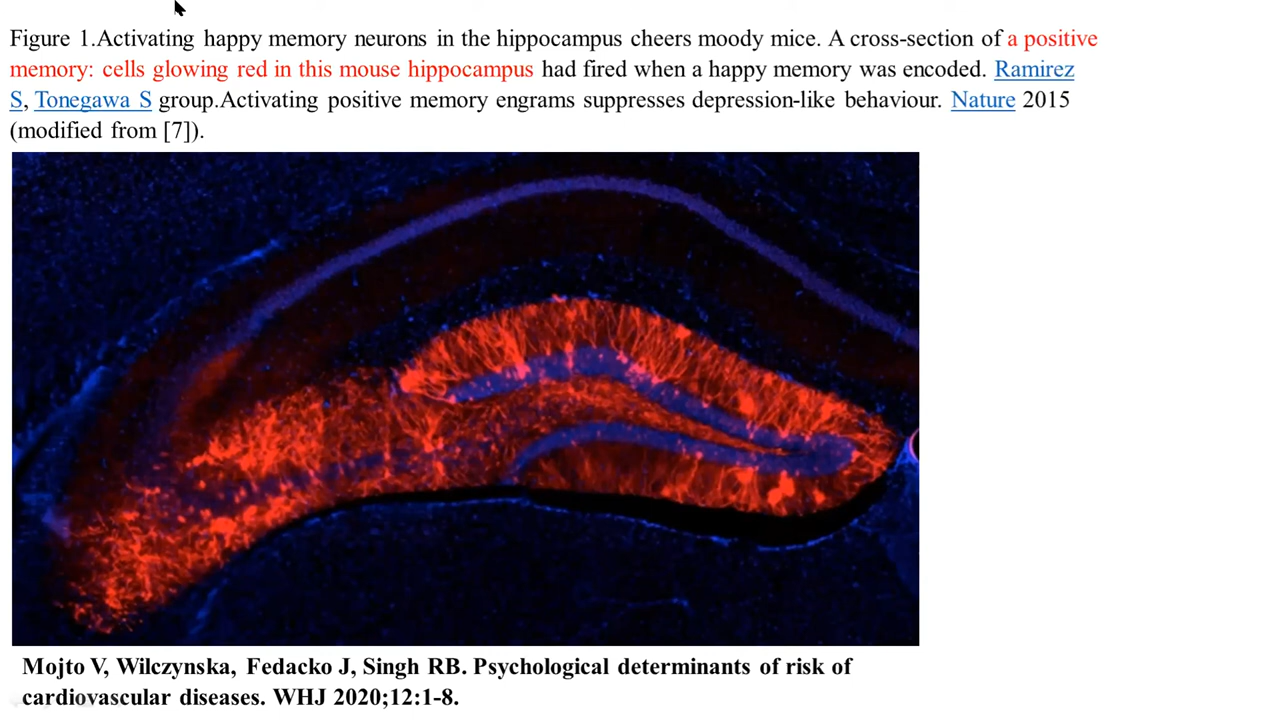 Figure 1.Activating happy memory neurons in the hippocampus cheers moody mice. A cross-section of a positive
memory: cells glowing red in this mouse hippocampus had fired when a happy memory was encoded. Ramirez
S, Tonegawa S group.Activating positive memory engrams suppresses depression-like behaviour. Nature 2015
(modified from [7]).
Mojto V, Wilczynska, Fedacko J, Singh RB. Psychological determinants of risk of
cardiovascular diseases. WHJ 2020;12:1-8.